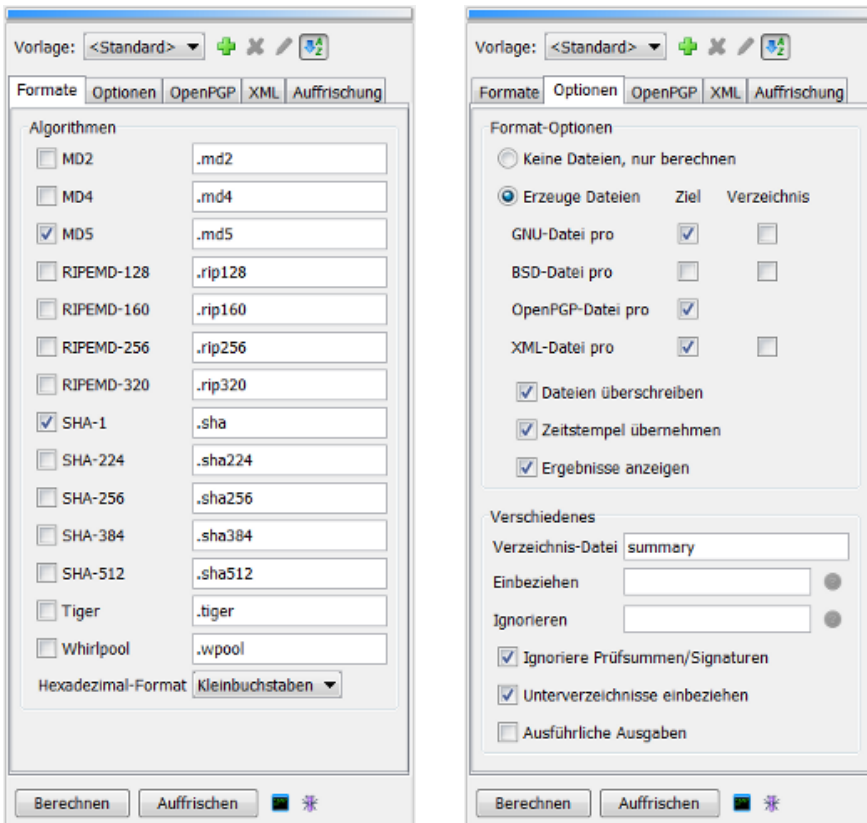 Vorlage: <Standard>
Formate Optionen OpenPGP XML Auffrischung
Algorithmen
MD2 .md2
MD4 .md4
MD5 .md5
RIPEMD-128 .rip128
RIPEMD-160 .rip160
RIPEMD-256 .rip256
RIPEMD-320 .rip320
SHA-1 .sha
SHA-224 .sha224
SHA-256 .sha256
SHA-384 .sha384
SHA-512 .sha512
Tiger .tiger
Whirlpool .wpool
Hexadezimal-Format Kleinbuchstaben
Berechnen Auffrischen
Vorlage: <Standard>
Formate Optionen OpenPGP XML Auffrischung
Format-Optionen
Keine Dateien, nur berechnen
Erzeuge Dateien Ziel Verzeichnis
GNU-Datei pro
BSD-Datei pro
OpenPGP-Datei pro
XML-Datei pro
Dateien überschreiben
Zeitstempel übernehmen
Ergebnisse anzeigen
Verschiedenes
Verzeichnis-Datei summary
Einbeziehen
Ignorieren
Ignoriere Prüfsummen/Signaturen
Unterverzeichnisse einbeziehen
Ausführliche Ausgaben
Berechnen Auffrischen